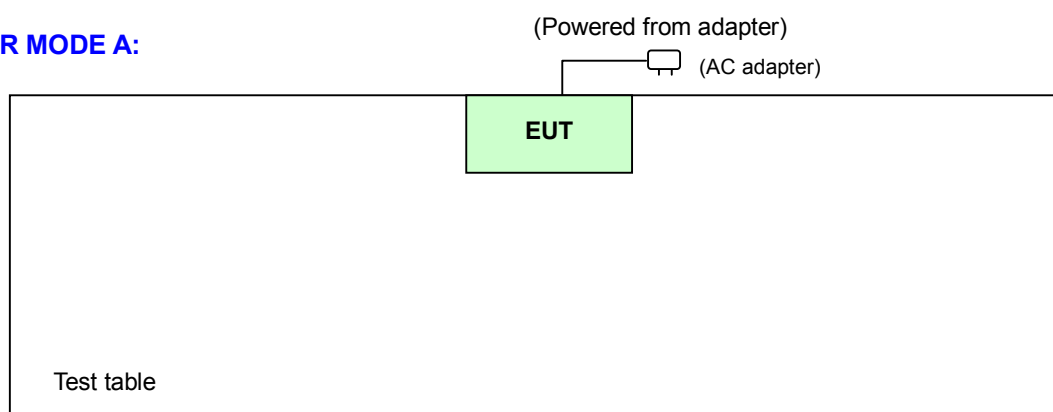 (Powered from adapter)
R MODE A:
(AC adapter)
EUT
Test table